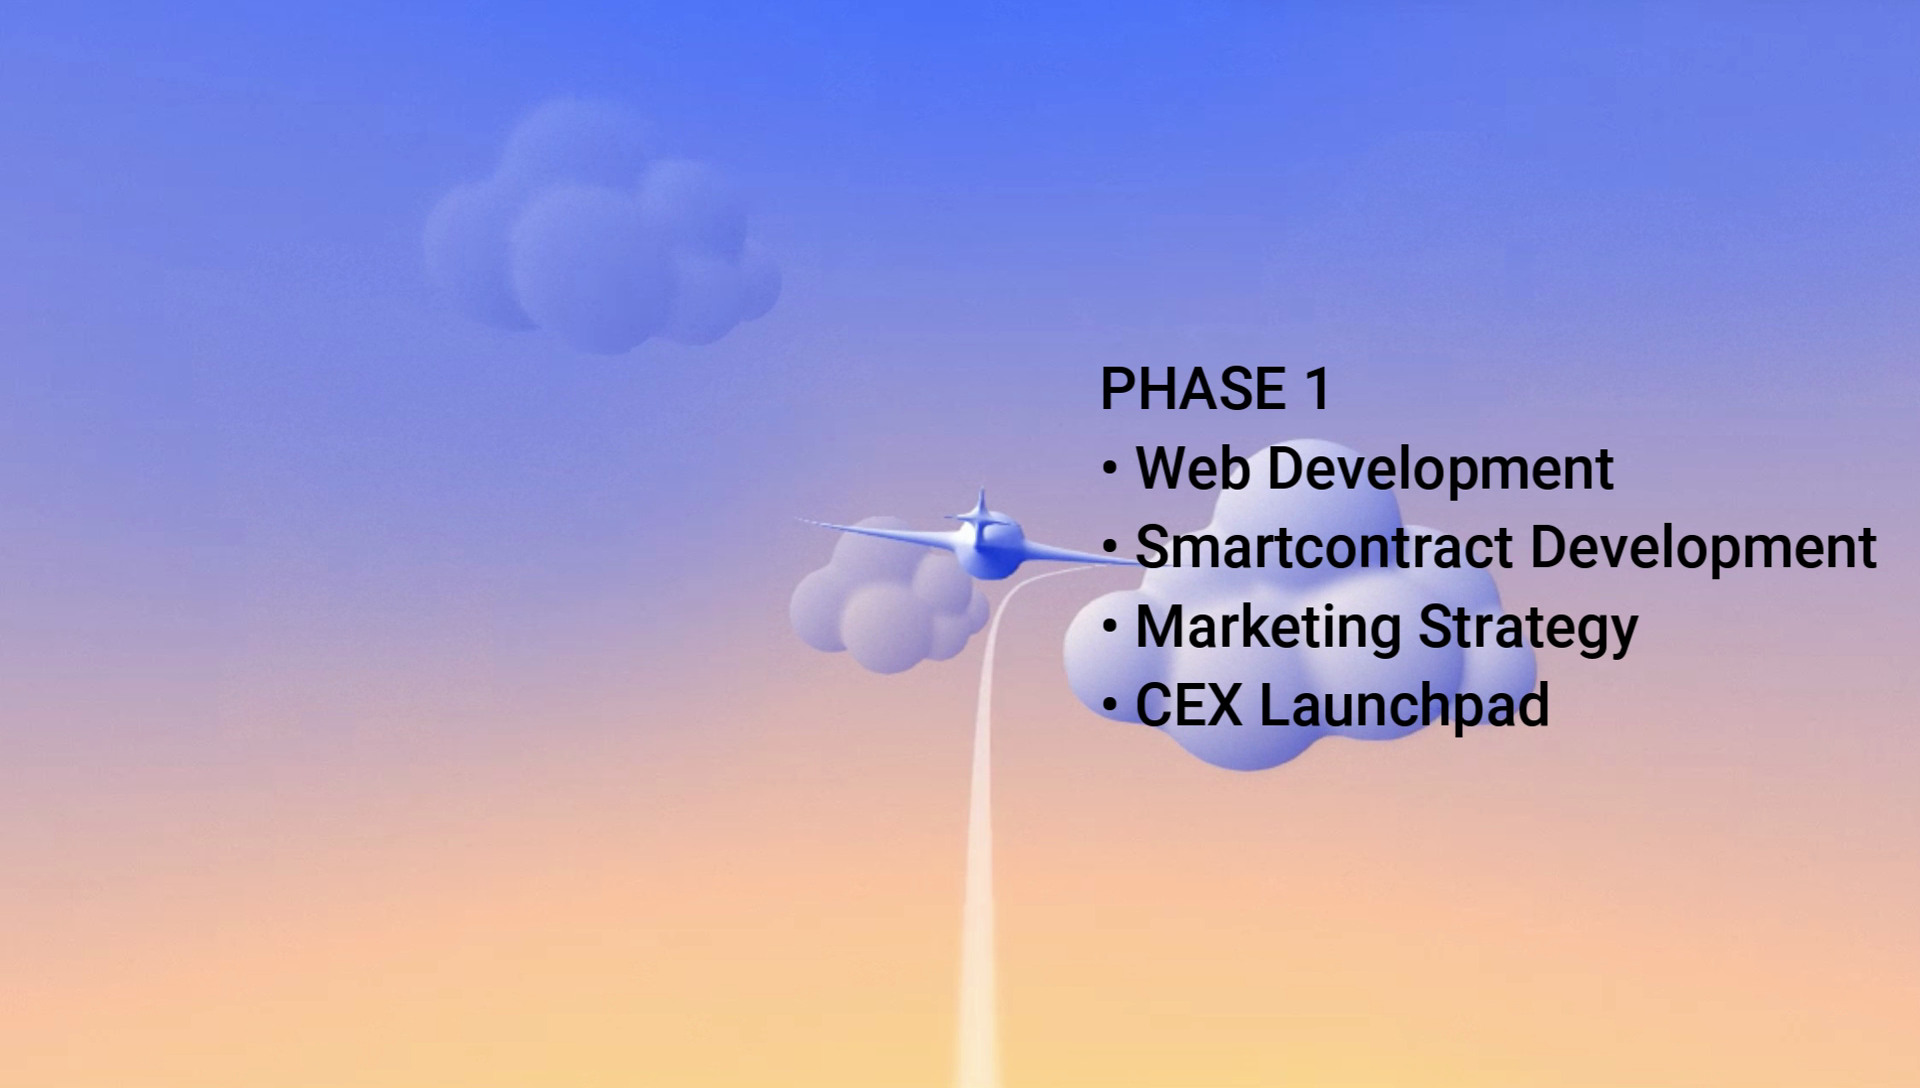 PHASE 1
• Web Development
• Smartcontract Development
• Marketing Strategy
• CEX Launchpad